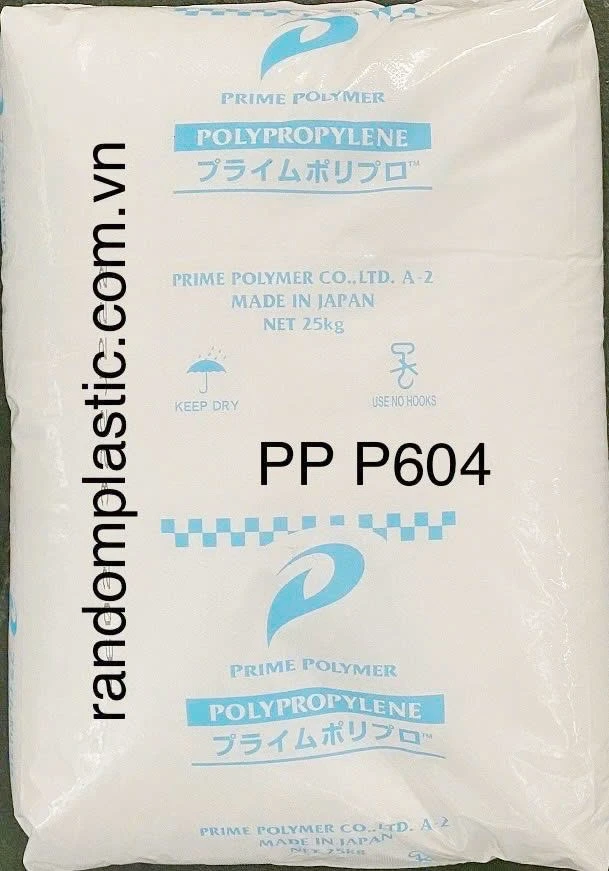 PRIME POLYMER
POLYPROPYLENE
プライムポリプロ™
PRIME POLYMER CO.,LTD. A-2
MADE IN JAPAN
NET 25kg
KEEP DRY
USE NO HOOKS
PP P604
randomplastic.com.vn
PRIME POLYMER
POLYPROPYLENE
プライムポリプロ™
PRIME POLYMER CO.,LTD. A-2
MADE IN JAPAN
NET 25kg